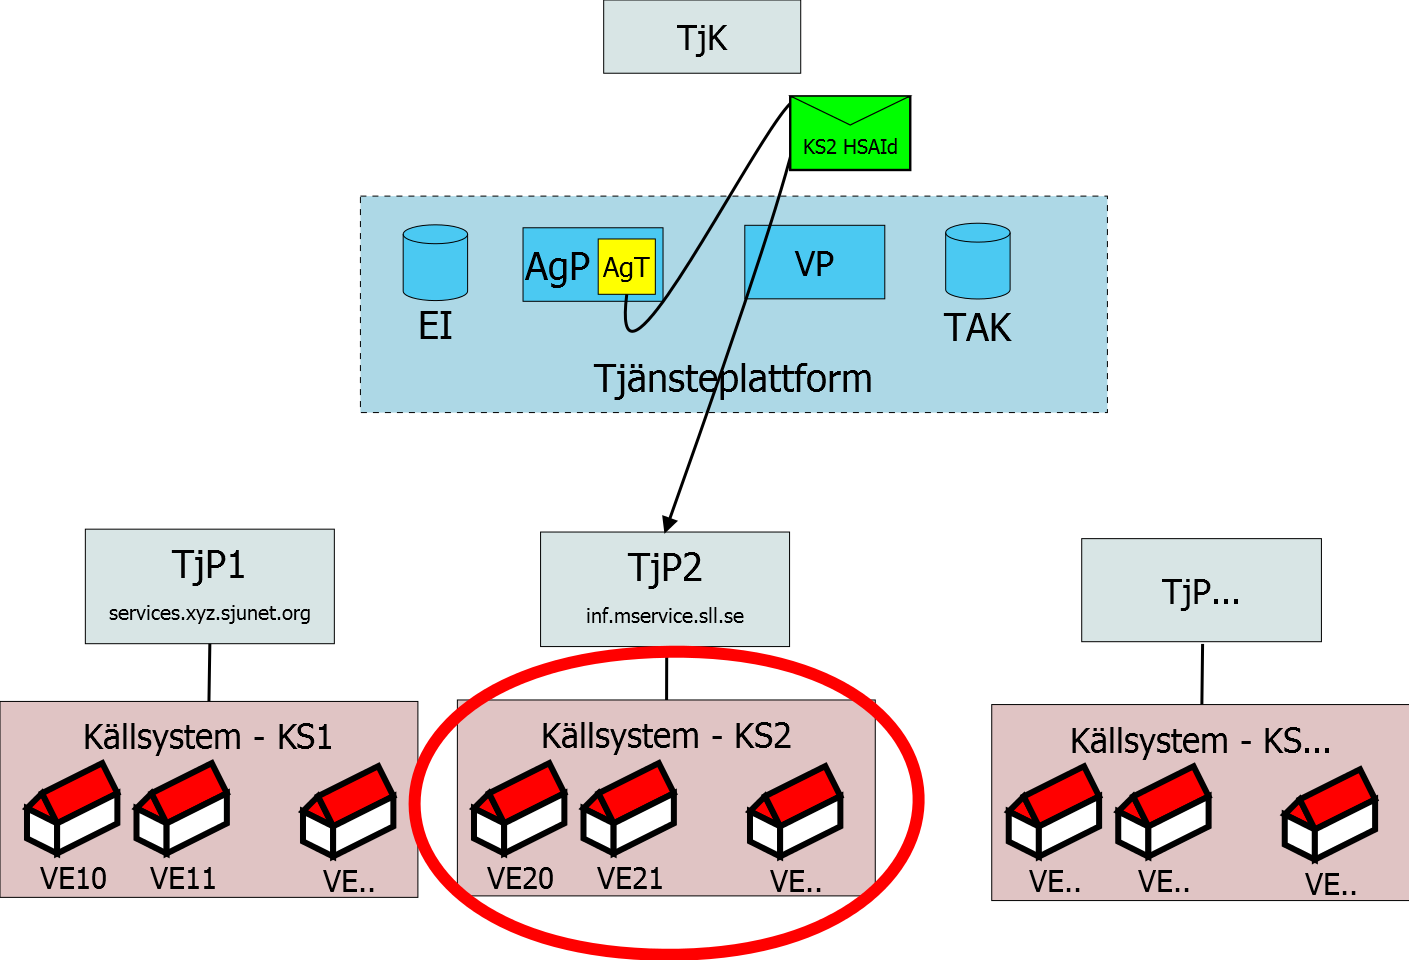 TjK
KS2 HSAId
AgP
AgT
VP
EI
TAK
Tjänsteplattform
TjP1
services.xyz.sjunet.org
TjP2
inf.mservice.sll.se
TjP...
Källsystem - KS1
VE10
VE11
VE..
Källsystem - KS2
VE20
VE21
VE..
Källsystem - KS...
VE..
VE..
VE..